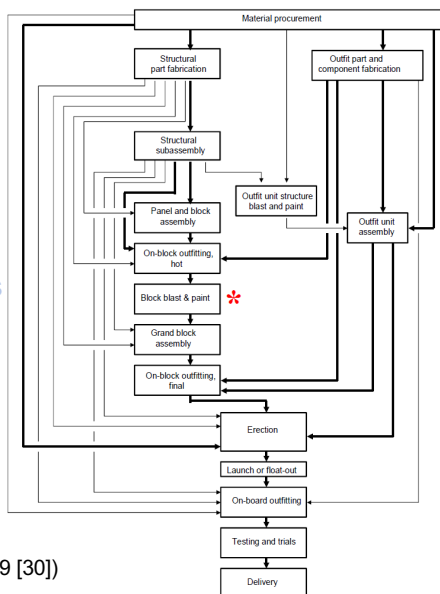 Material procurement
Structural
part fabrication
Outfit part and
component fabrication
Structural
subassembly
Outfit unit structure
blast and paint
Panel and block
assembly
Outfit unit
assembly
On-block outfitting,
hot
Block blast & paint
*
Grand block
assembly
On-block outfitting,
final
Erection
Launch or float-out
On-board outfitting
Testing and trials
9 [30])
Delivery